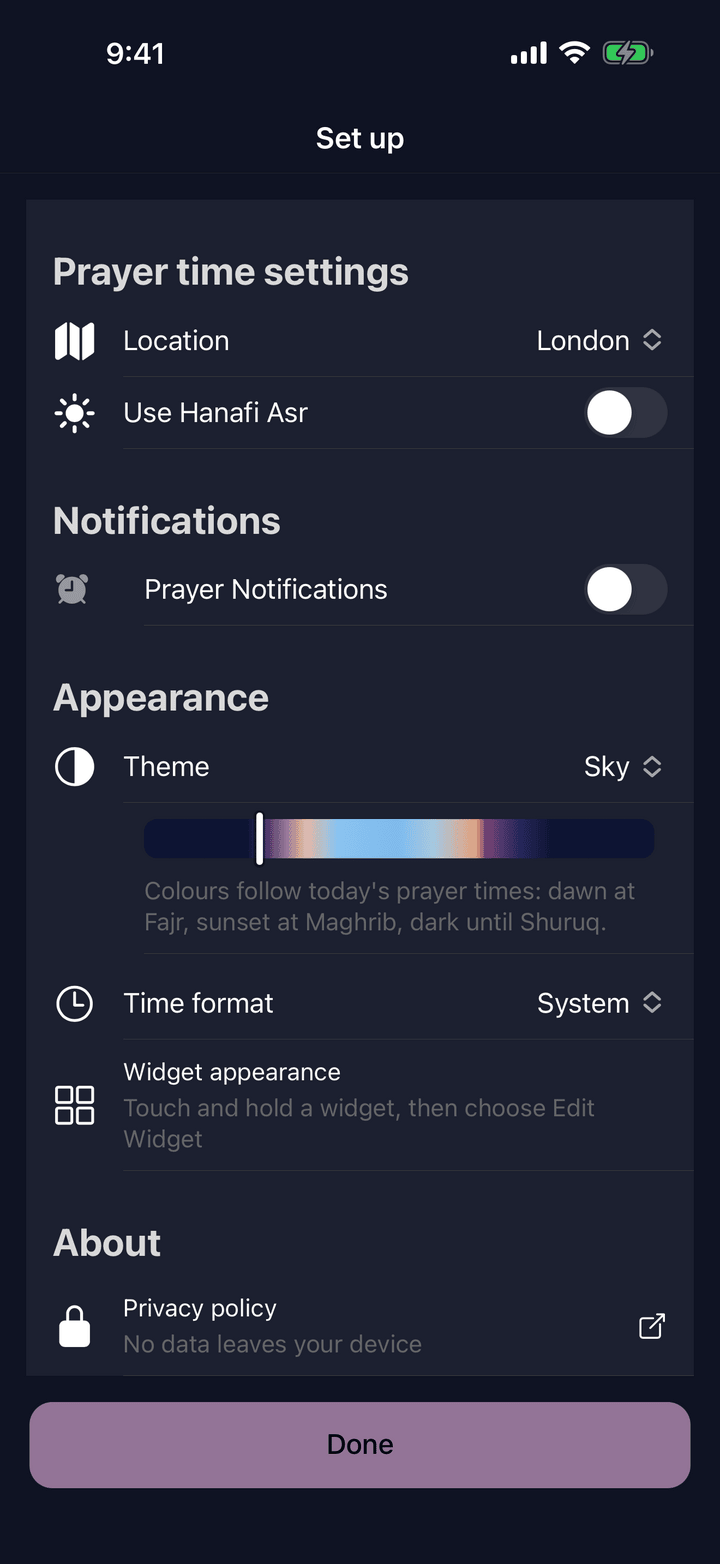 9:41
Set up
Prayer time settings
Location
London
Use Hanafi Asr
Notifications
Prayer Notifications
Appearance
Theme
Sky
Colours follow today's prayer times: dawn at
Fajr, sunset at Maghrib, dark until Shuruq.
Time format
System
Widget appearance
Touch and hold a widget, then choose Edit
Widget
About
Privacy policy
No data leaves your device
Done